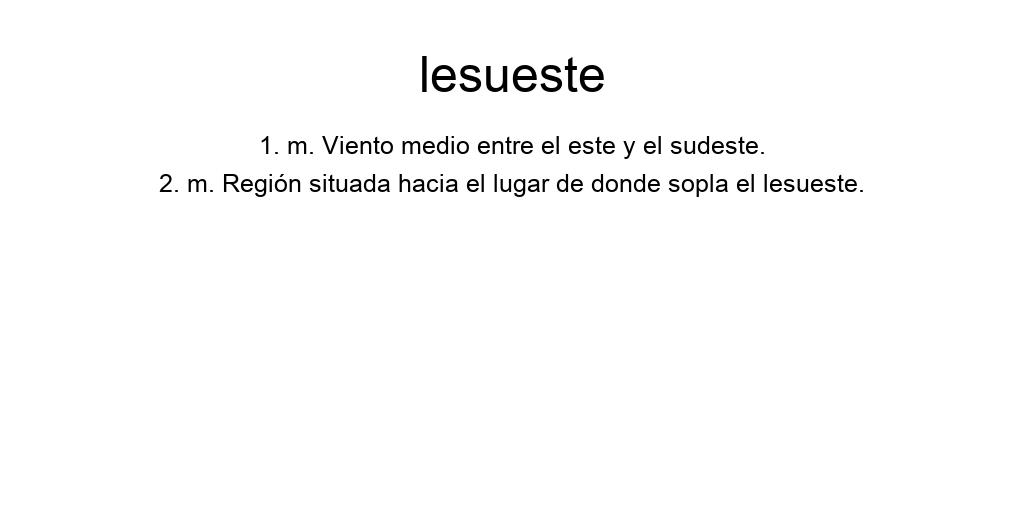 lesueste
1. m. Viento medio entre el este y el sudeste.
2. m. Región situada hacia el lugar de donde sopla el lesueste.